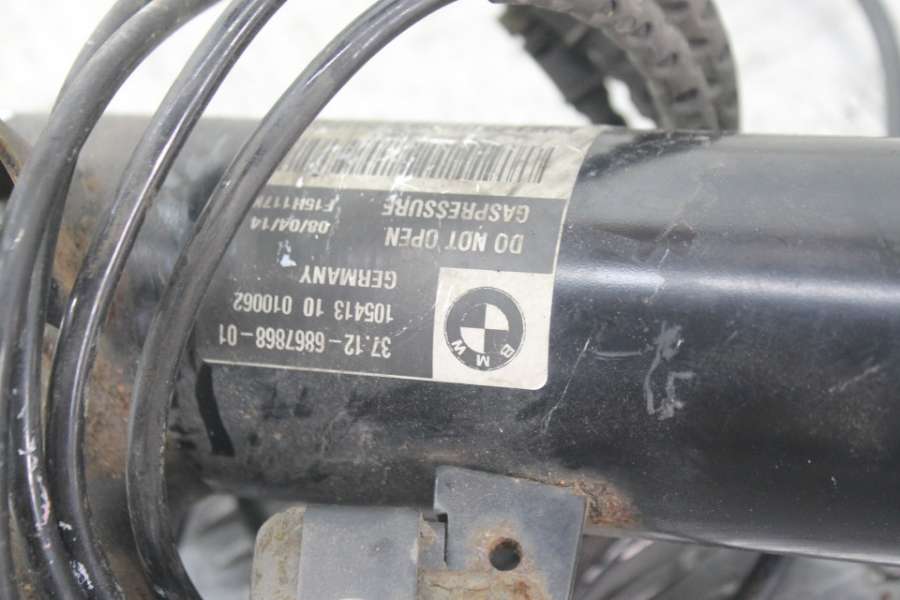 BMW
37.12-6867868-01
105413 10 010062
GERMANY
DO NOT OPEN
GASPRESSURE
08/04/14